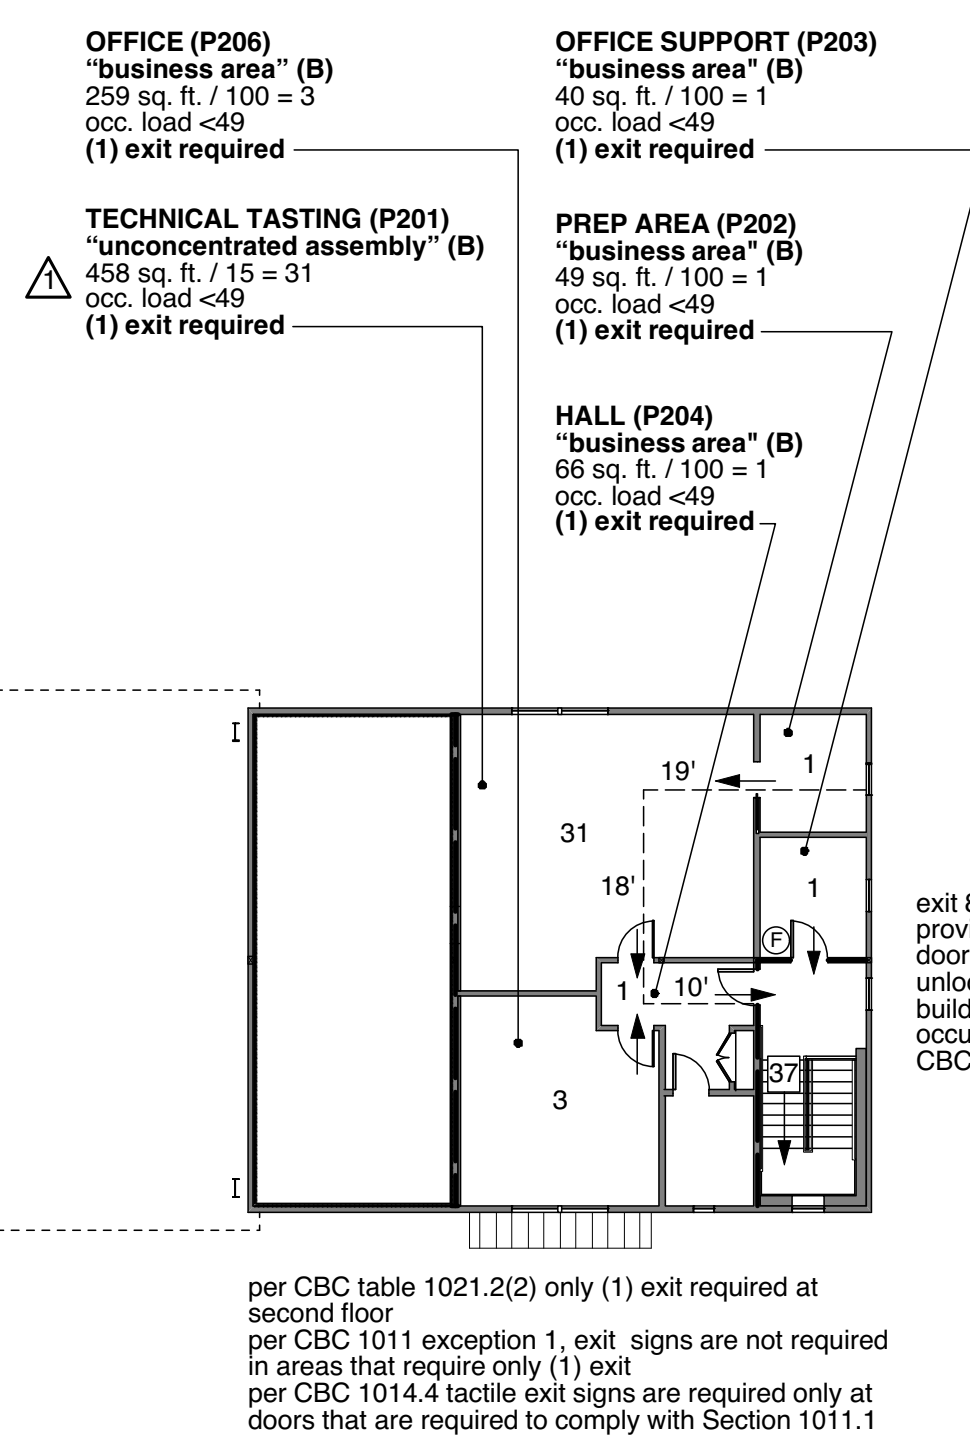 OFFICE (P206)
“business area” (B)
259 sq. ft. / 100 = 3
occ. load <49
(1) exit required
OFFICE SUPPORT (P203)
“business area" (B)
40 sq. ft. / 100 = 1
occ. load <49
(1) exit required
TECHNICAL TASTING (P201)
“unconcentrated assembly” (B)
1
458 sq. ft. / 15 = 31
occ. load <49
(1) exit required
PREP AREA (P202)
“business area" (B)
49 sq. ft. / 100 = 1
occ. load <49
(1) exit required
HALL (P204)
“business area" (B)
66 sq. ft. / 100 = 1
occ. load <49
(1) exit required
19'
1
31
18'
1
F
1
10'
37
3
exit &
provi
door
unloc
build
occu
CBC
per CBC table 1021.2(2) only (1) exit required at
second floor
per CBC 1011 exception 1, exit signs are not required
in areas that require only (1) exit
per CBC 1014.4 tactile exit signs are required only at
doors that are required to comply with Section 1011.1